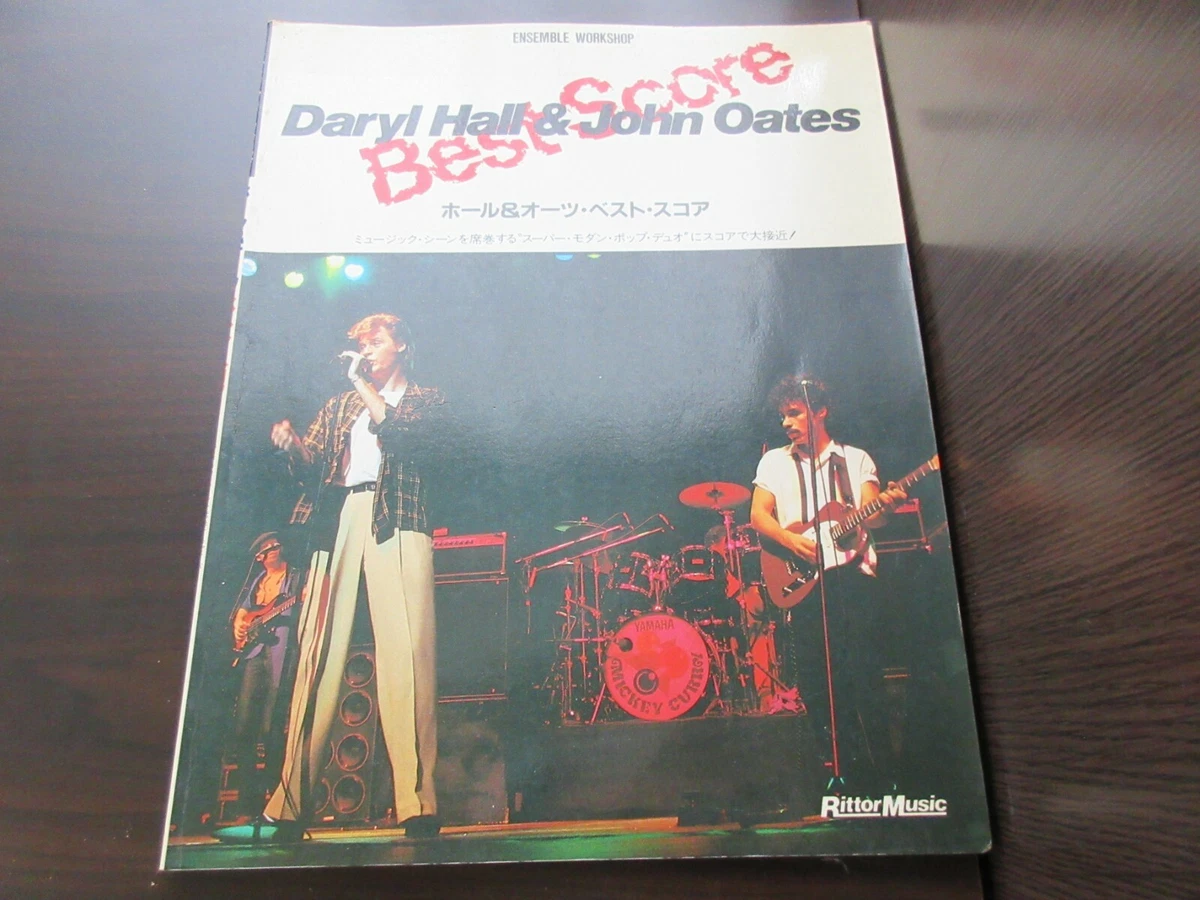 ENSEMBLE WORKSHOP
Best Score
Daryl Hall & John Oates
ホール&オーツ・ベスト・スコア
ミュージック・シーンを席巻する"スーパー・モダン・ポップ・デュオ"にスコアで大接近!
YAMAHA
MICKEY CURRY
RittorMusic